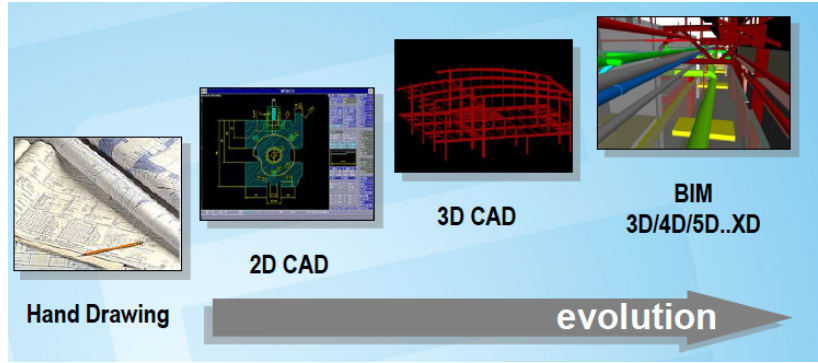 Hand Drawing
2D CAD
3D CAD
BIM
3D/4D/5D..XD
evolution